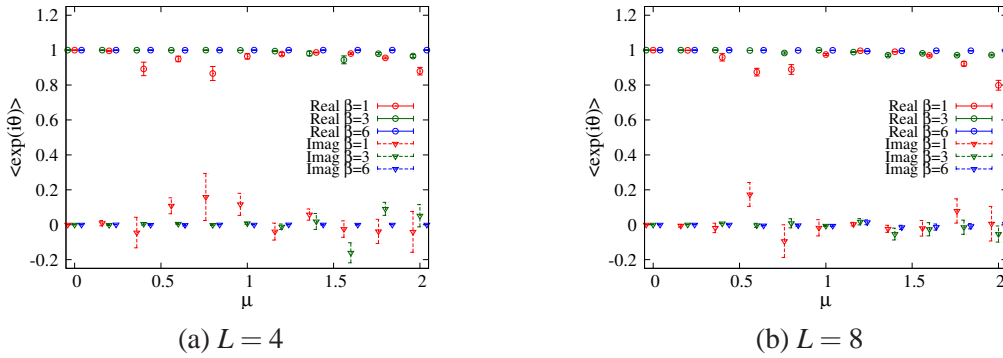 <exp(iθ)>
1.2
1
0.8
0.6
0.4
0.2
0
-0.2
Real β=1
Real β=3
Real β=6
Imag β=1
Imag β=3
Imag β=6
0 0.5 1 1.5 2
μ
(a) L = 4
<exp(iθ)>
1.2
1
0.8
0.6
0.4
0.2
0
-0.2
Real β=1
Real β=3
Real β=6
Imag β=1
Imag β=3
Imag β=6
0 0.5 1 1.5 2
μ
(b) L = 8